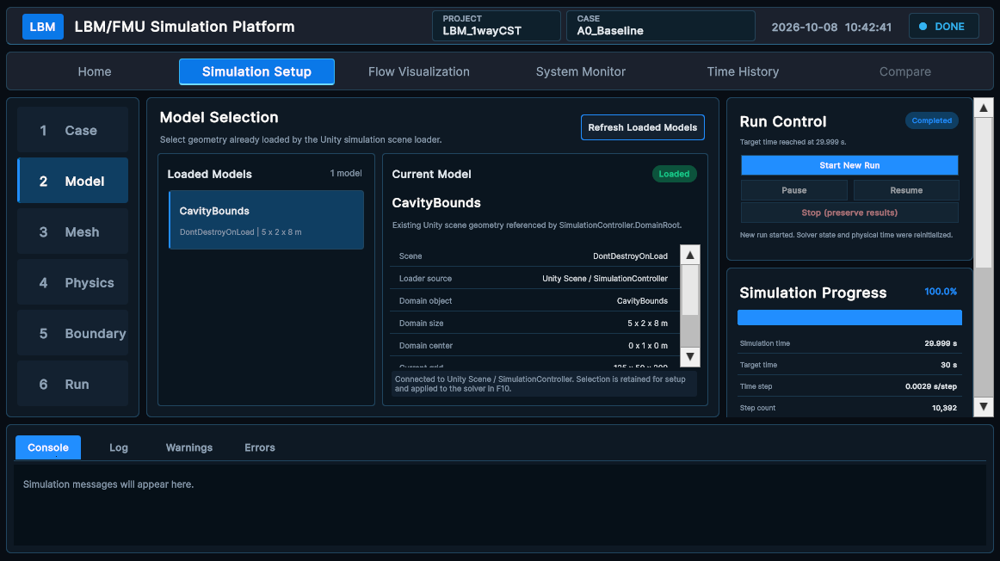 LBM
LBM/FMU Simulation Platform
PROJECT
LBM_1wayCST
CASE
A0_Baseline
2026-10-08 10:42:41
DONE
Home
Simulation Setup
Flow Visualization
System Monitor
Time History
Compare
1 Case
2 Model
3 Mesh
4 Physics
5 Boundary
6 Run
Model Selection
Select geometry already loaded by the Unity simulation scene loader.
Refresh Loaded Models
Loaded Models
1 model
CavityBounds
DontDestroyOnLoad | 5 x 2 x 8 m
Current Model
Loaded
CavityBounds
Existing Unity scene geometry referenced by SimulationController.DomainRoot.
Scene DontDestroyOnLoad
Loader source Unity Scene / SimulationController
Domain object CavityBounds
Domain size 5 x 2 x 8 m
Domain center 0 x 1 x 0 m
Current grid 125 x 50 x 200
Connected to Unity Scene / SimulationController. Selection is retained for setup
and applied to the solver in F10.
Run Control
Completed
Target time reached at 29.999 s.
Start New Run
Pause
Resume
Stop (preserve results)
New run started. Solver state and physical time were reinitialized.
Simulation Progress
100.0%
Simulation time 29.999 s
Target time 30 s
Time step 0.0029 s/step
Step count 10,392
Console
Log
Warnings
Errors
Simulation messages will appear here.